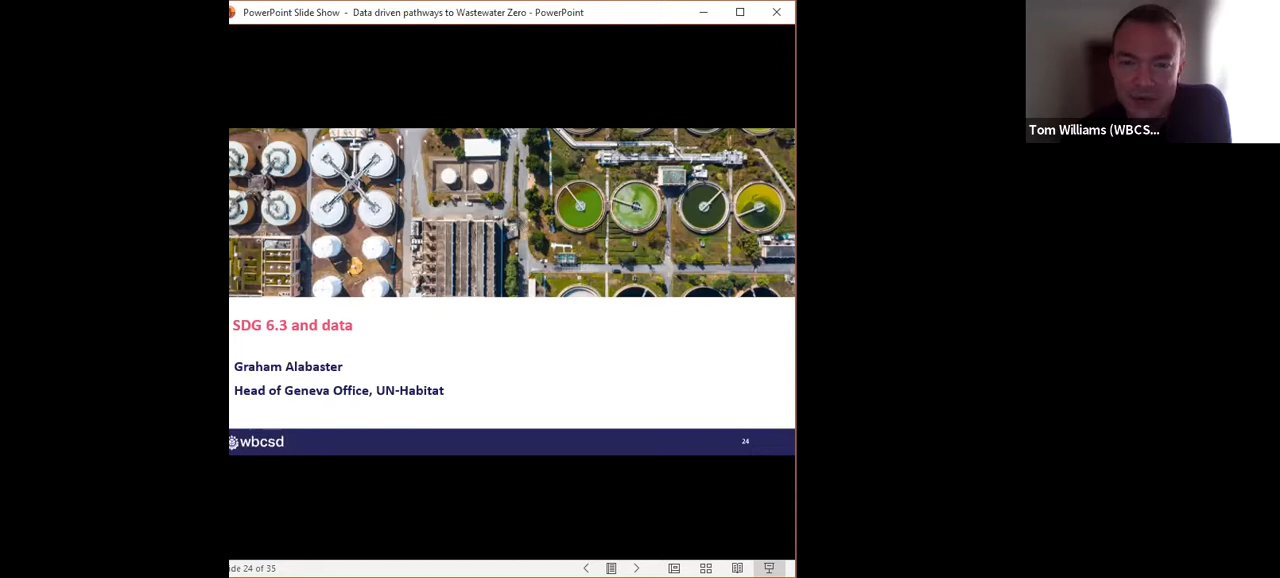 PowerPoint Slide Show - Data driven pathways to Wastewater Zero - PowerPoint
Tom Williams (WBCS...
SDG 6.3 and data
Graham Alabaster
Head of Geneva Office, UN-Habitat
wbcsd
24
ide 24 of 35